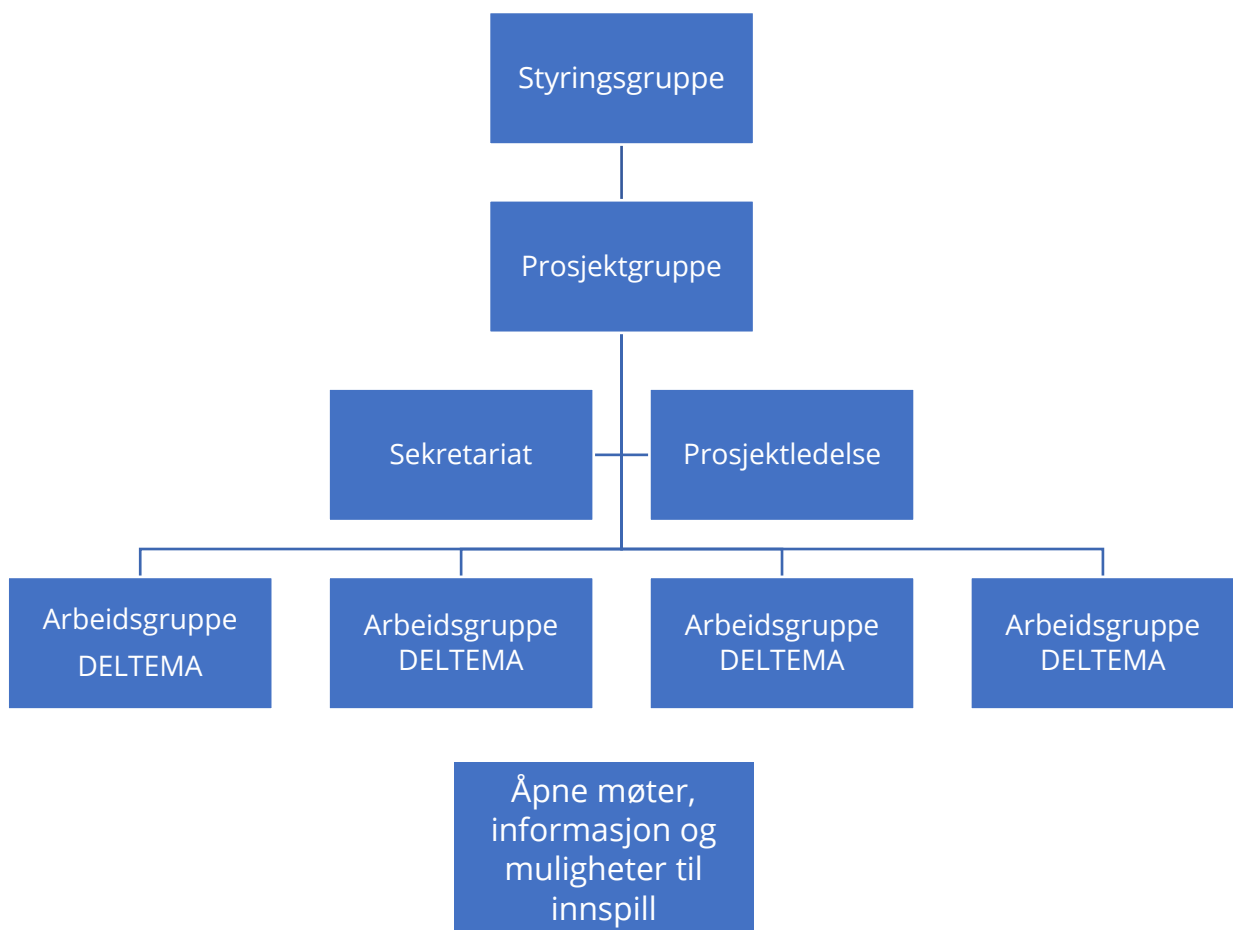 Styringsgruppe
Prosjektgruppe
Sekretariat
Prosjektledelse
Arbeidsgruppe
DELTEMA
Arbeidsgruppe
DELTEMA
Arbeidsgruppe
DELTEMA
Arbeidsgruppe
DELTEMA
Åpne møter,
informasjon og
muligheter til
innspill